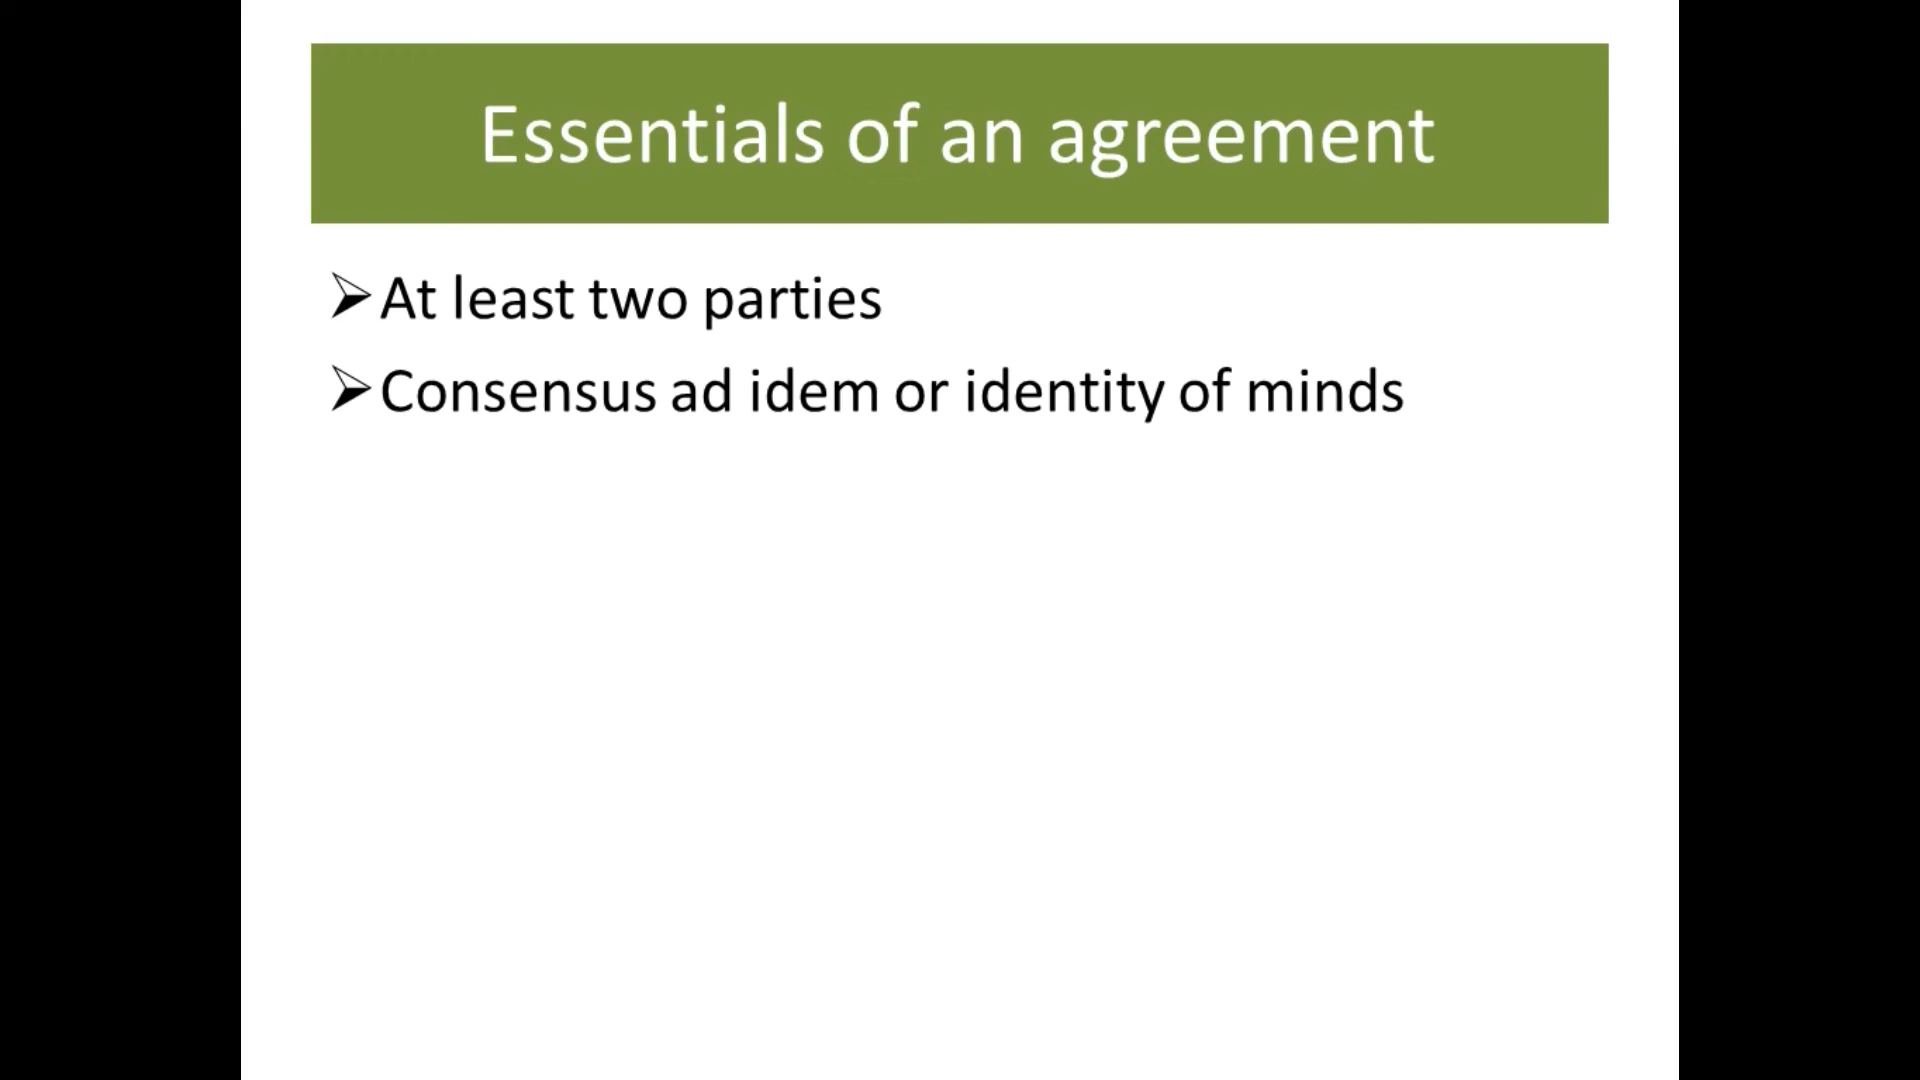 Essentials of an agreement
➢At least two parties
➢Consensus ad idem or identity of minds